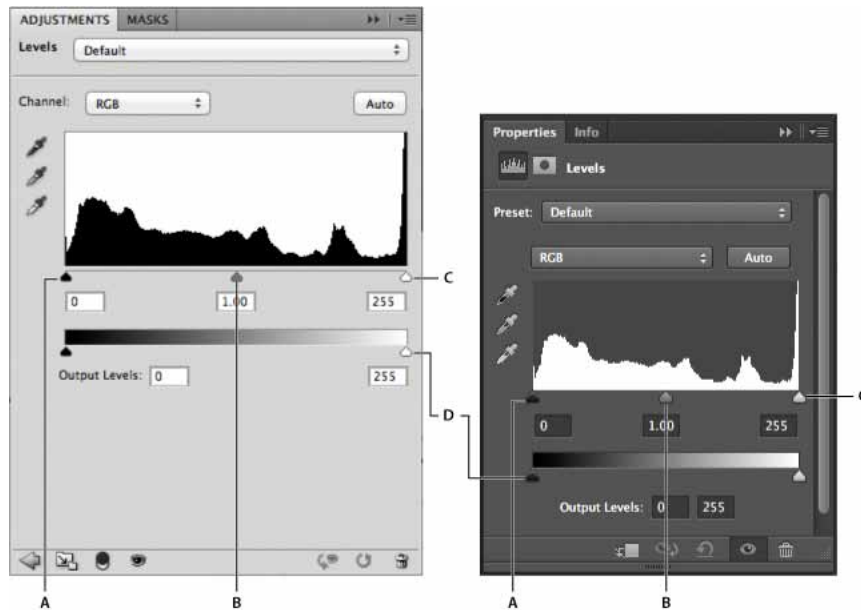 ADJUSTMENTS MASKS
Levels Default
Channel: RGB Auto
C
0 1.00 255
Output Levels: 0 255
D
A B
Properties Info
Levels
Preset: Default
RGB Auto
C
0 1.00 255
Output Levels: 0 255
A B